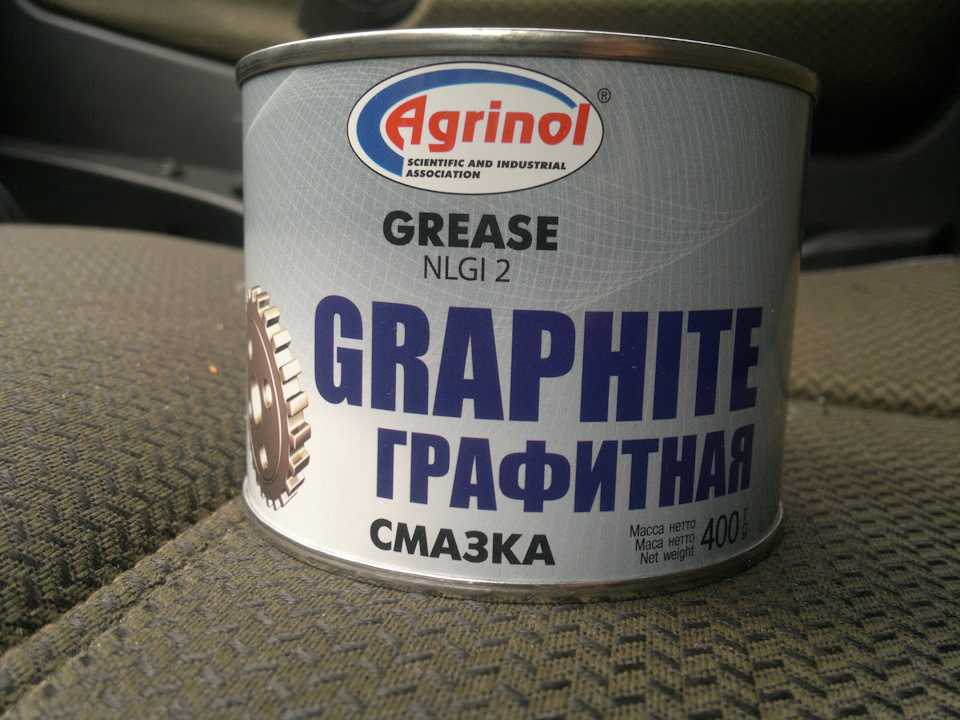 Agrinol®
SCIENTIFIC AND INDUSTRIAL
ASSOCIATION
GREASE
NLGI 2
GRAPHITE
ГРАФИТНАЯ
СМАЗКА
Масса нетто
Маса нетто
Net weight
400 г
g